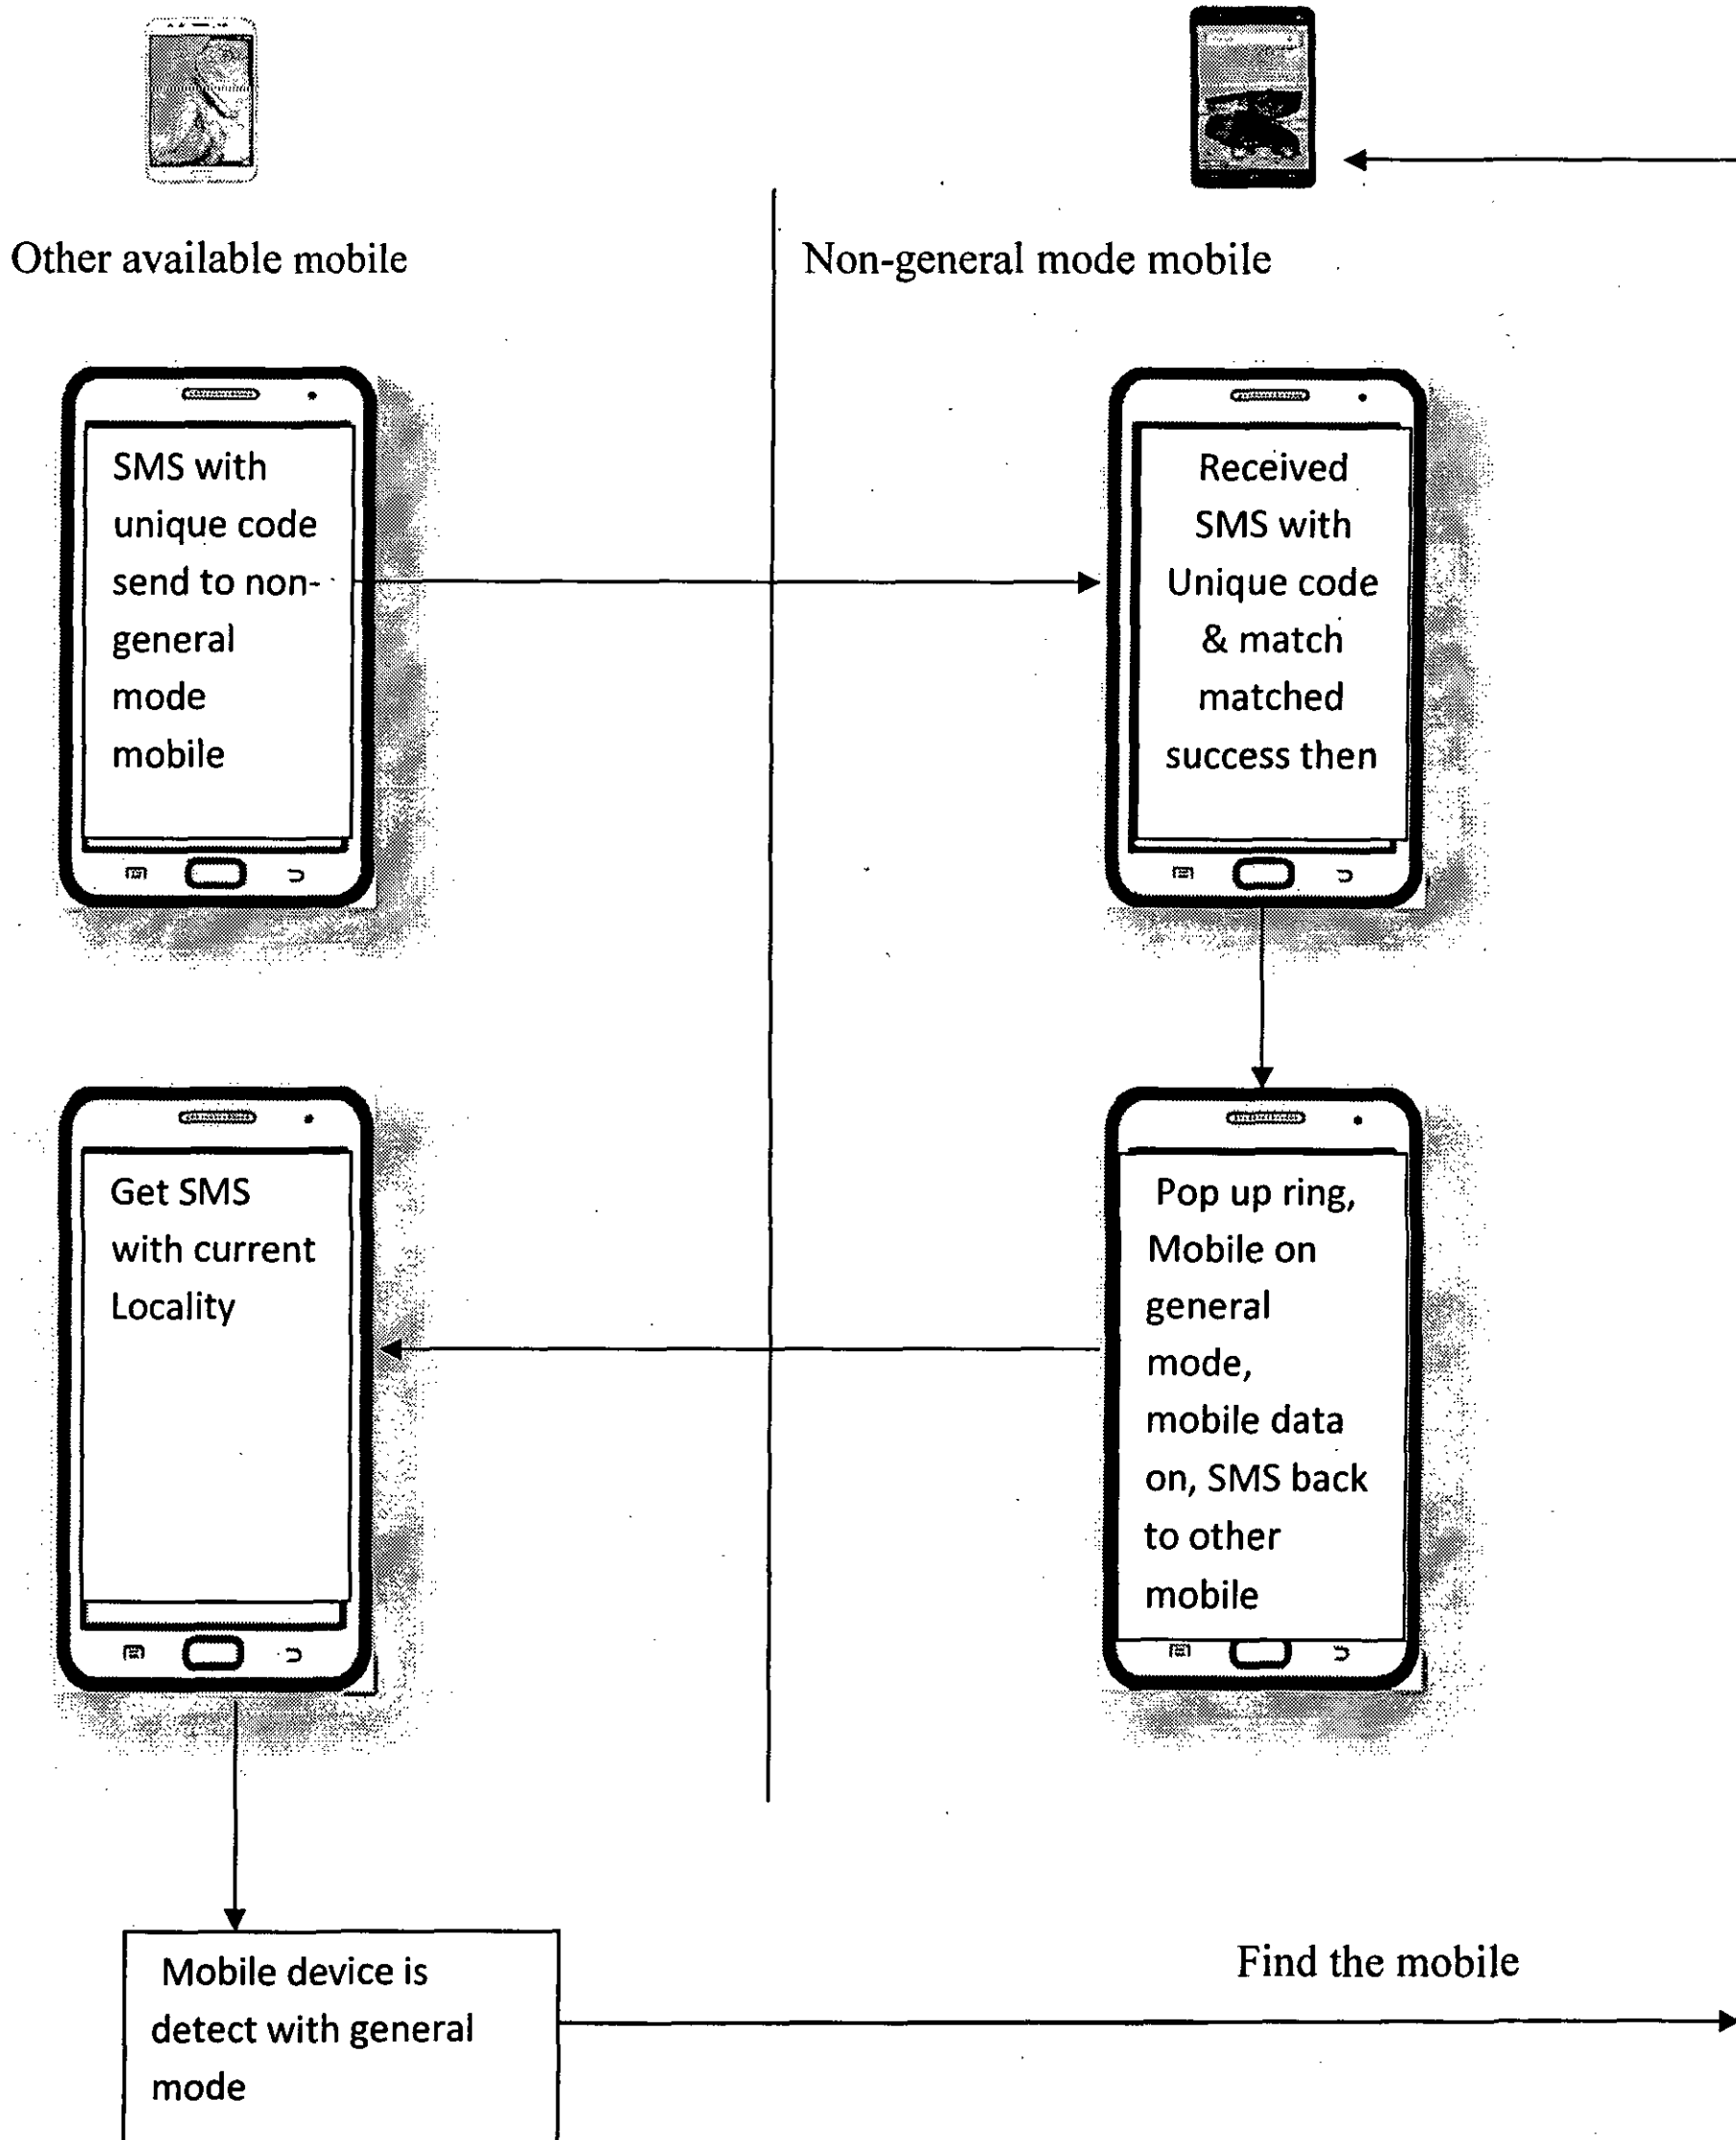 Other available mobile
Non-general mode mobile
SMS with
unique code
send to non-
general
mode
mobile
Received
SMS with
Unique code
& match
matched
success then
Get SMS
with current
Locality
Pop up ring,
Mobile on
general
mode,
mobile data
on, SMS back
to other
mobile
Mobile device is
detect with general
mode
Find the mobile